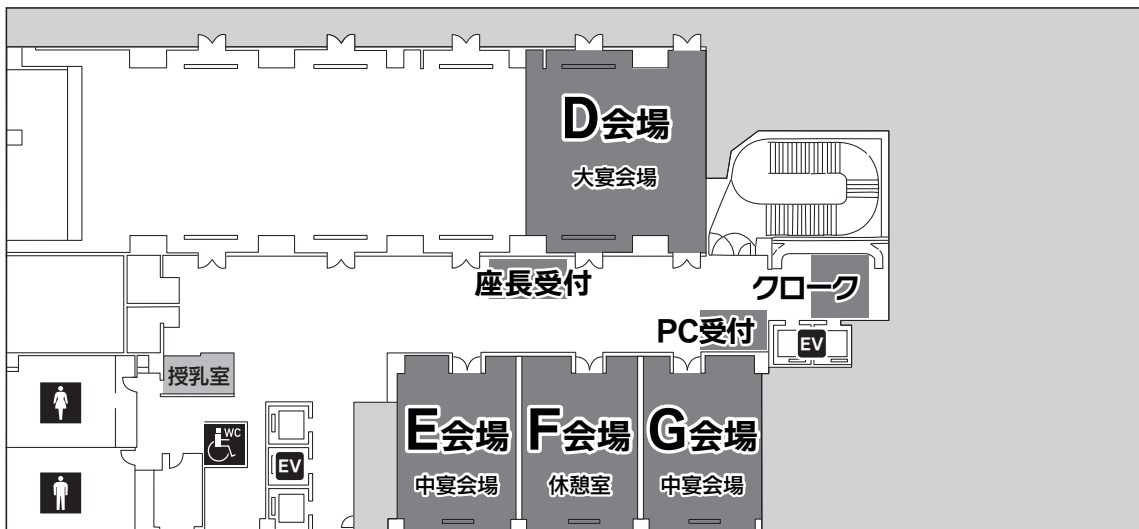 D会場
大宴会場
座長受付
クローク
PC受付
EV
授乳室
E会場
中宴会場
F会場
休憩室
G会場
中宴会場
WC
EV